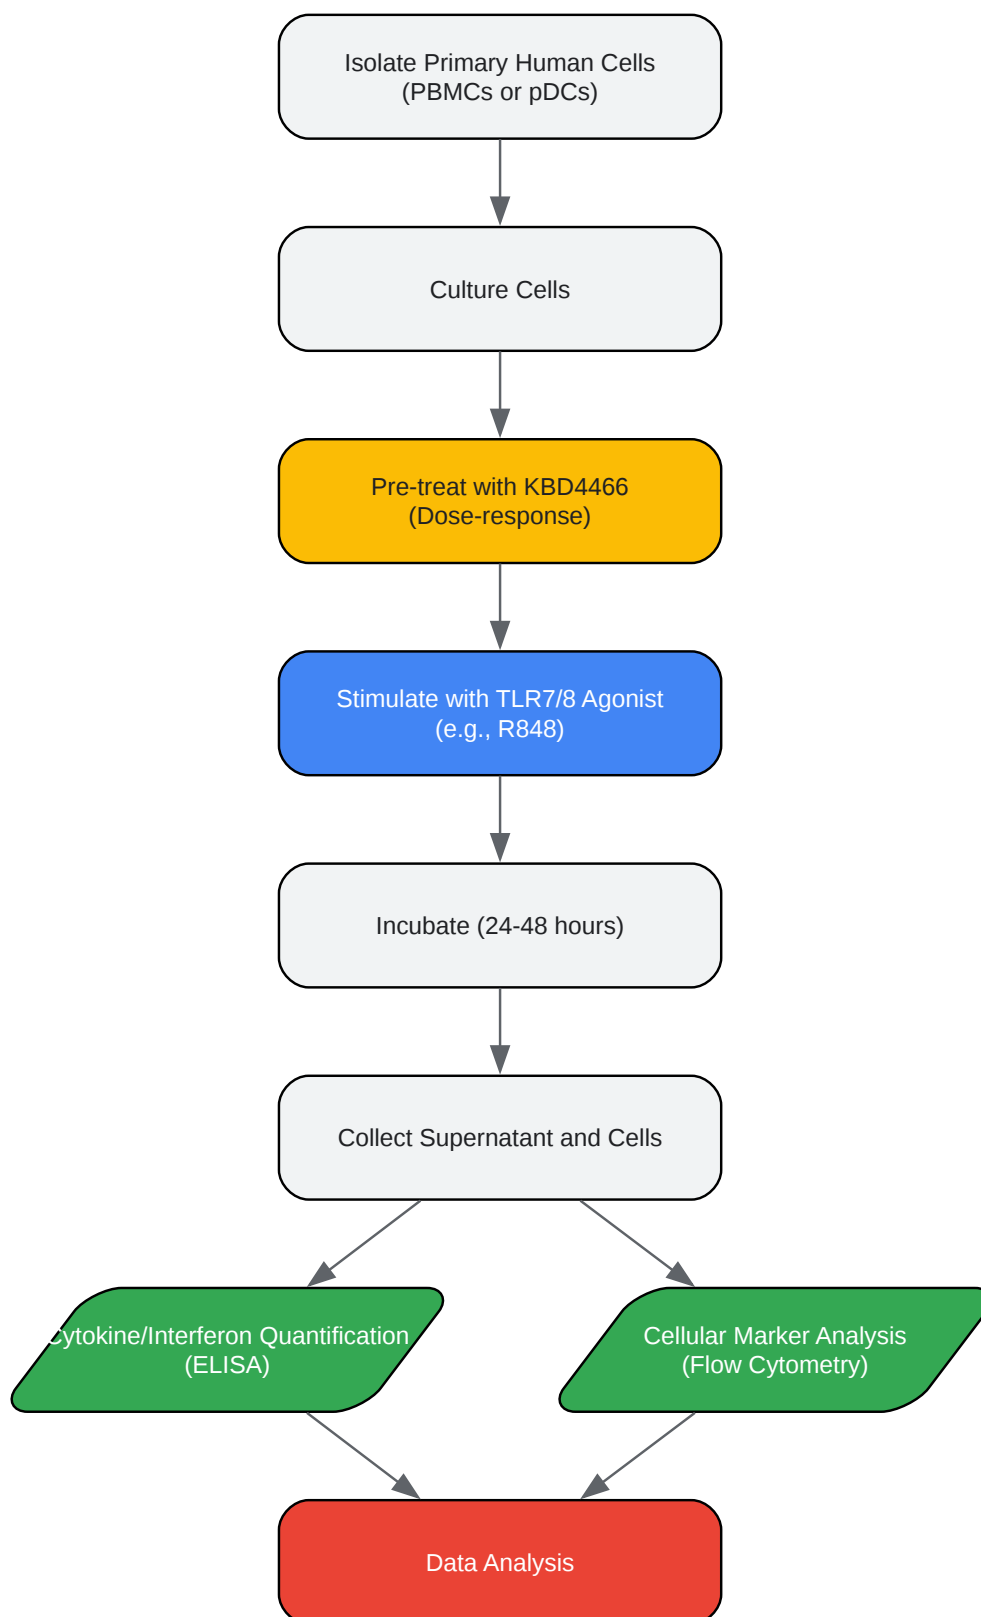 Isolate Primary Human Cells
(PBMCs or pDCs)
Culture Cells
Pre-treat with KBD4466
(Dose-response)
Stimulate with TLR7/8 Agonist
(e.g., R848)
Incubate (24-48 hours)
Collect Supernatant and Cells
Cytokine/Interferon Quantification
(ELISA)
Cellular Marker Analysis
(Flow Cytometry)
Data Analysis